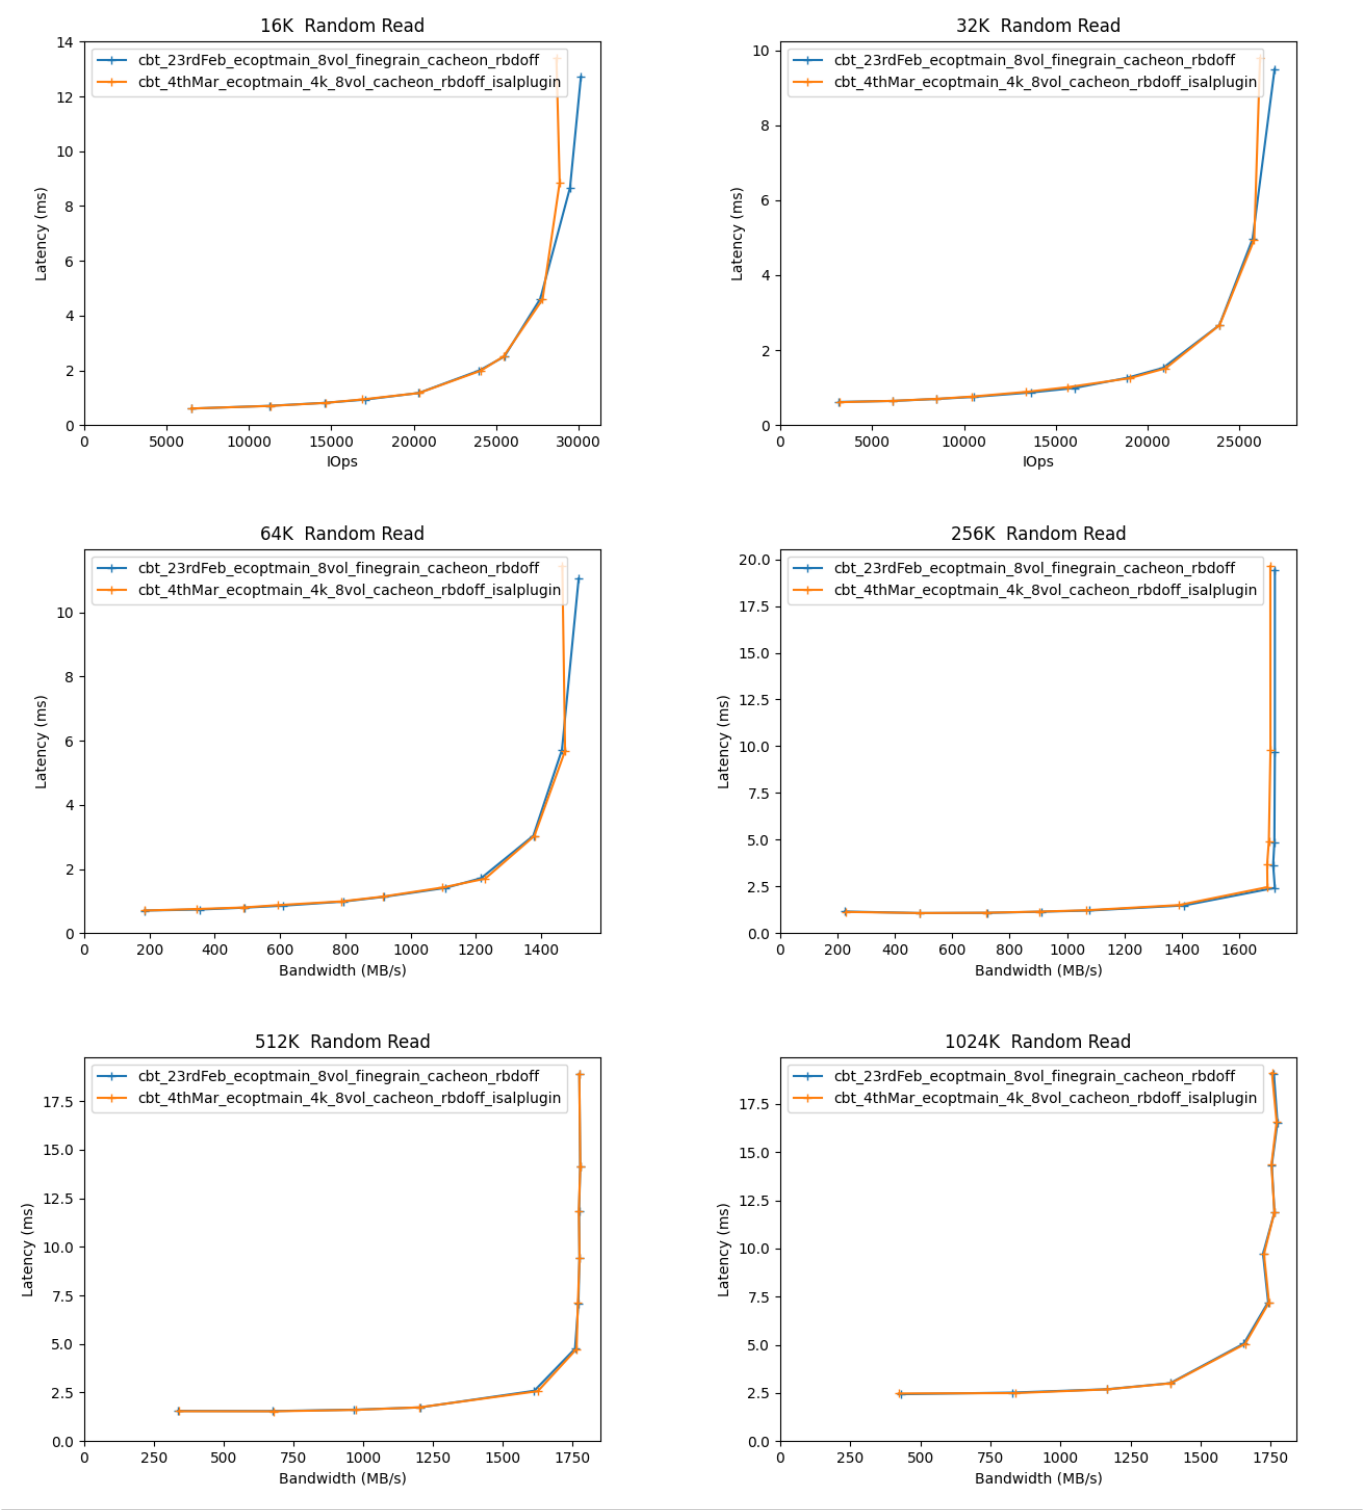 16K  Random Read
cbt_23rdFeb_ecoptmain_8vol_finegrain_cacheon_rbdoff
cbt_4thMar_ecoptmain_4k_8vol_cacheon_rbdoff_isalplugin
14
12
10
8
6
4
2
0
Latency (ms)
0 5000 10000 15000 20000 25000 30000
IOps
32K  Random Read
cbt_23rdFeb_ecoptmain_8vol_finegrain_cacheon_rbdoff
cbt_4thMar_ecoptmain_4k_8vol_cacheon_rbdoff_isalplugin
10
8
6
4
2
0
Latency (ms)
0 5000 10000 15000 20000 25000
IOps
64K  Random Read
cbt_23rdFeb_ecoptmain_8vol_finegrain_cacheon_rbdoff
cbt_4thMar_ecoptmain_4k_8vol_cacheon_rbdoff_isalplugin
10
8
6
4
2
0
Latency (ms)
0 200 400 600 800 1000 1200 1400
Bandwidth (MB/s)
256K  Random Read
cbt_23rdFeb_ecoptmain_8vol_finegrain_cacheon_rbdoff
cbt_4thMar_ecoptmain_4k_8vol_cacheon_rbdoff_isalplugin
20.0
17.5
15.0
12.5
10.0
7.5
5.0
2.5
0.0
Latency (ms)
0 200 400 600 800 1000 1200 1400 1600
Bandwidth (MB/s)
512K  Random Read
cbt_23rdFeb_ecoptmain_8vol_finegrain_cacheon_rbdoff
cbt_4thMar_ecoptmain_4k_8vol_cacheon_rbdoff_isalplugin
17.5
15.0
12.5
10.0
7.5
5.0
2.5
0.0
Latency (ms)
0 250 500 750 1000 1250 1500 1750
Bandwidth (MB/s)
1024K  Random Read
cbt_23rdFeb_ecoptmain_8vol_finegrain_cacheon_rbdoff
cbt_4thMar_ecoptmain_4k_8vol_cacheon_rbdoff_isalplugin
17.5
15.0
12.5
10.0
7.5
5.0
2.5
0.0
Latency (ms)
0 250 500 750 1000 1250 1500 1750
Bandwidth (MB/s)